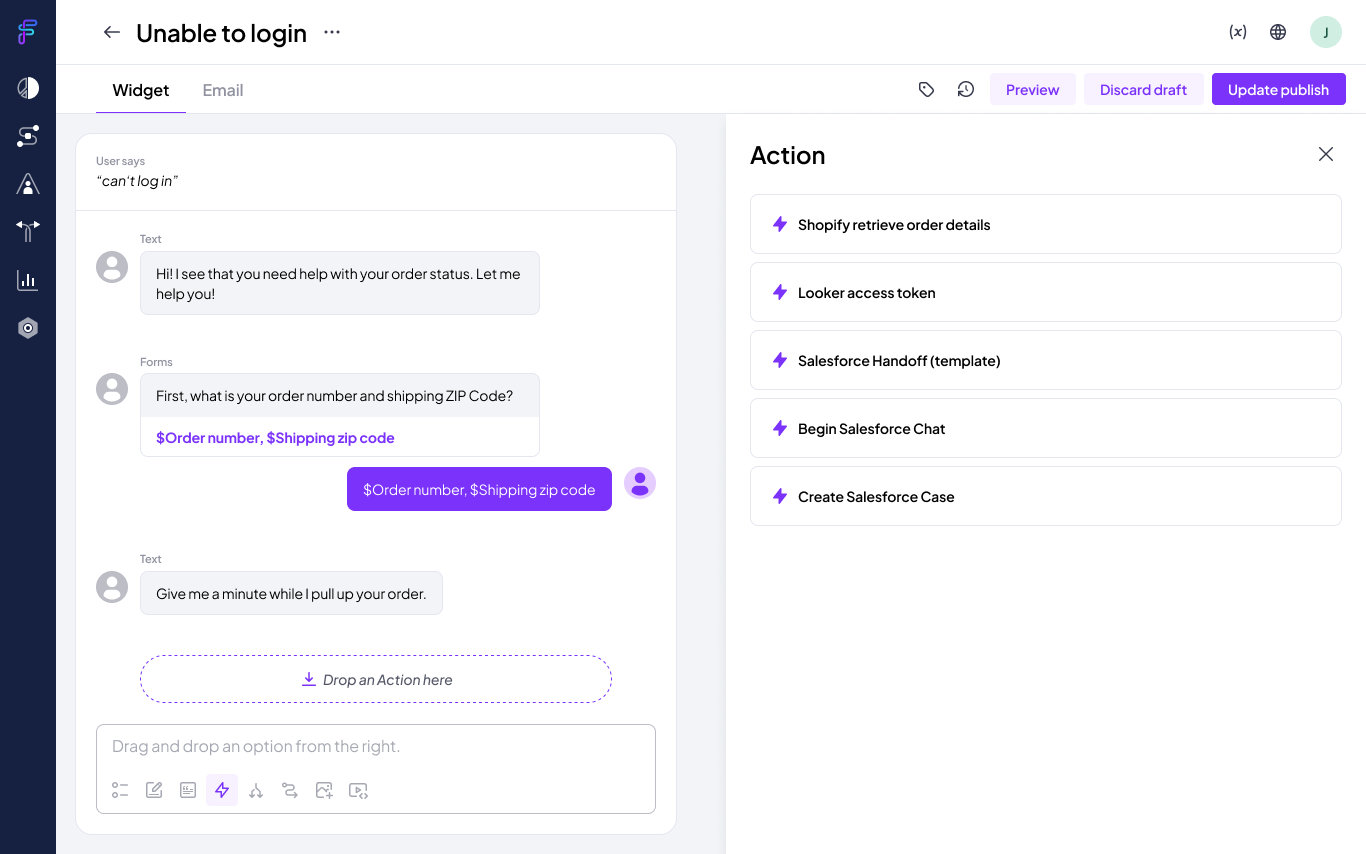 Unable to login
(x)
J
Widget
Email
Preview
Discard draft
Update publish
User says
“can‘t log in”
Text
Hi! I see that you need help with your order status. Let me
help you!
Forms
First, what is your order number and shipping ZIP Code?
$Order number, $Shipping zip code
$Order number, $Shipping zip code
Text
Give me a minute while I pull up your order.
Drop an Action here
Drag and drop an option from the right.
Action
Shopify retrieve order details
Looker access token
Salesforce Handoff (template)
Begin Salesforce Chat
Create Salesforce Case